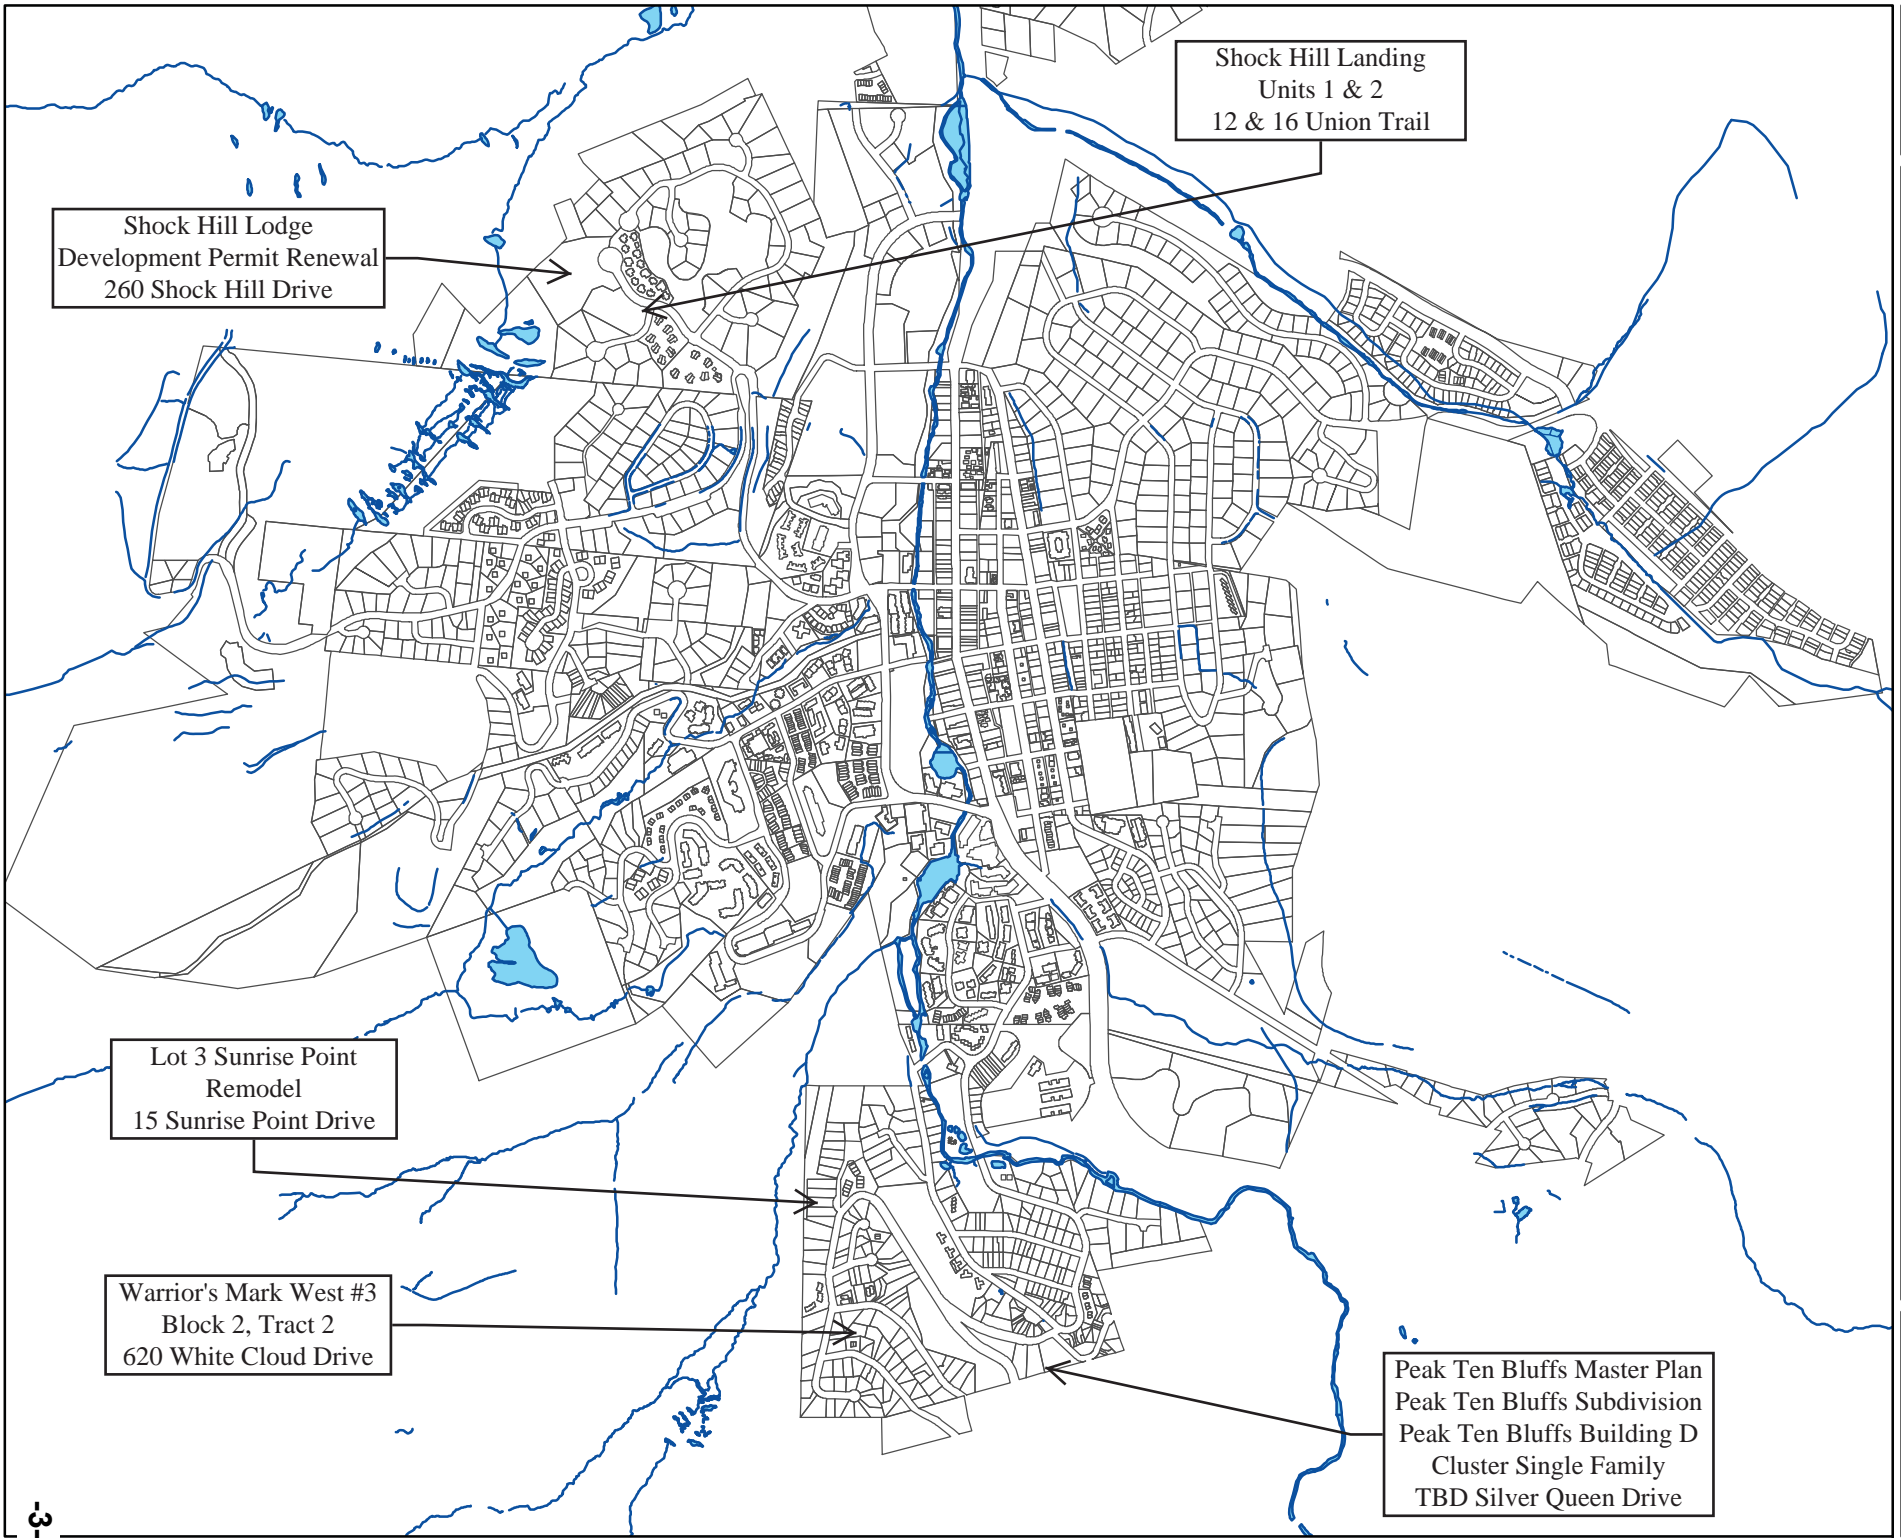 Shock Hill Landing
Units 1 & 2
12 & 16 Union Trail
Shock Hill Lodge
Development Permit Renewal
260 Shock Hill Drive
Lot 3 Sunrise Point
Remodel
15 Sunrise Point Drive
Warrior's Mark West #3
Block 2, Tract 2
620 White Cloud Drive
Peak Ten Bluffs Master Plan
Peak Ten Bluffs Subdivision
Peak Ten Bluffs Building D
Cluster Single Family
TBD Silver Queen Drive
-3-